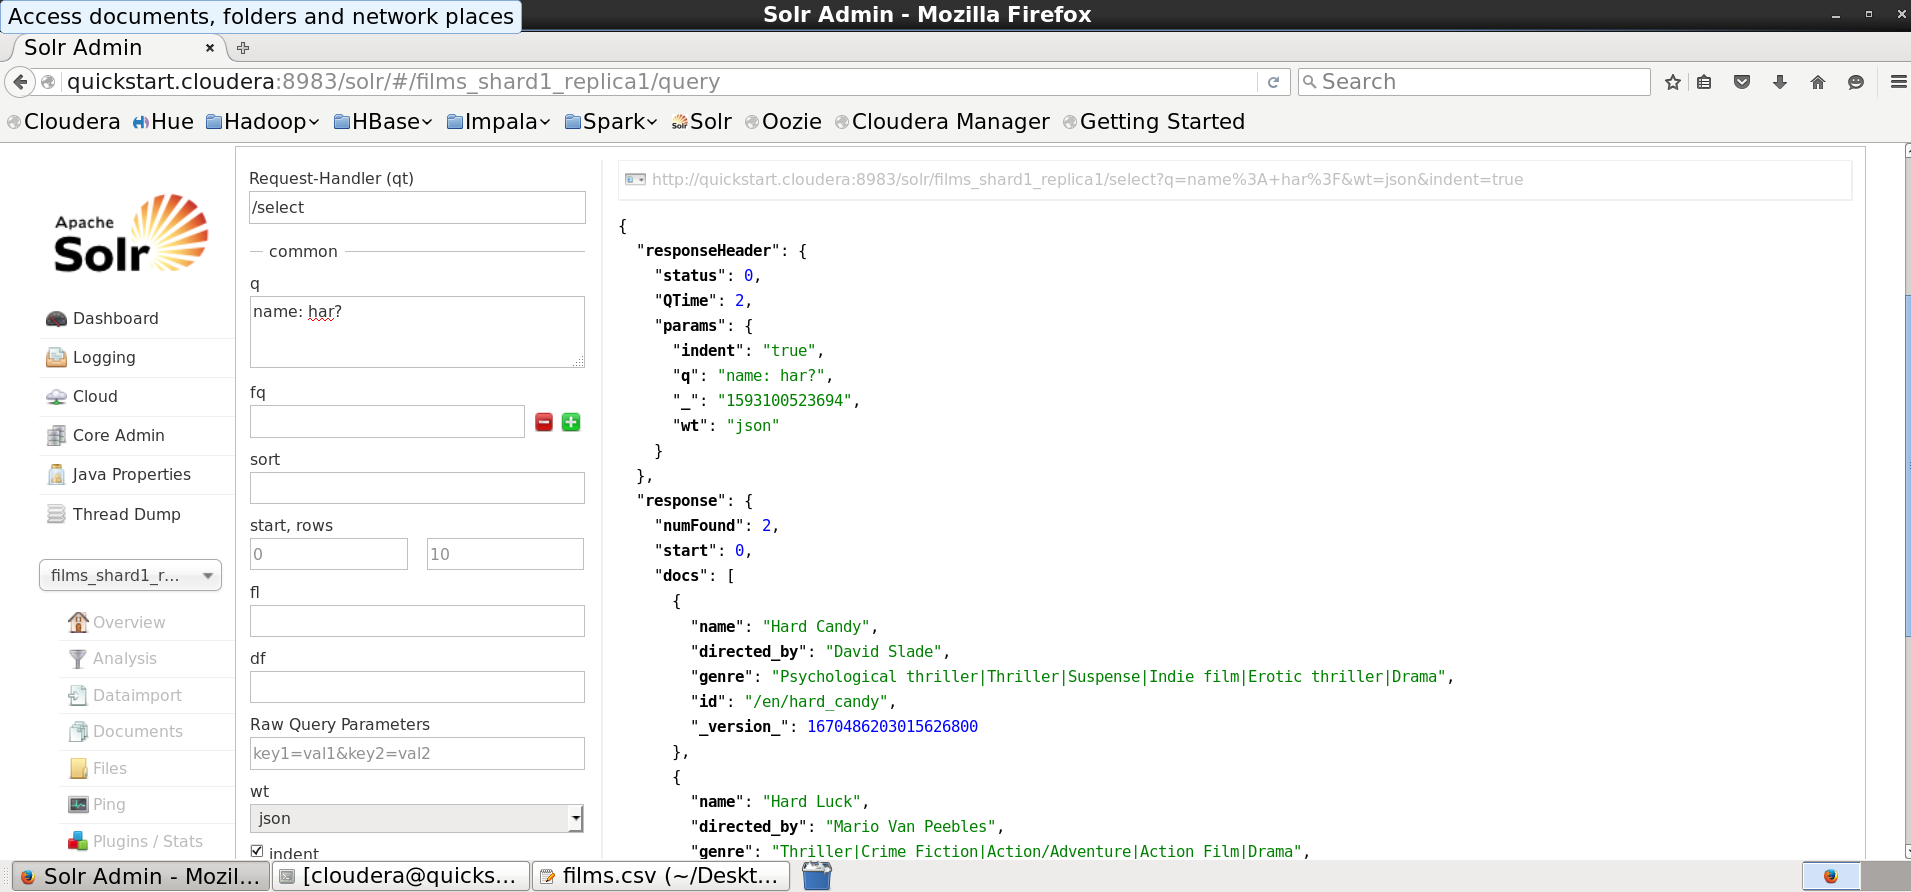 Access documents, folders and network places
Solr Admin - Mozilla Firefox
Solr Admin
quickstart.cloudera:8983/solr/#/films_shard1_replica1/query
Search
Cloudera Hue Hadoop HBase Impala Spark Solr Oozie Cloudera Manager Getting Started
Apache
Solr
Dashboard
Logging
Cloud
Core Admin
Java Properties
Thread Dump
films_shard1_r...
Overview
Analysis
Dataimport
Documents
Files
Ping
Plugins / Stats
Request-Handler (qt)
/select
common
q
name: har?
fq
sort
start, rows
0 10
fl
df
Raw Query Parameters
key1=val1&key2=val2
wt
json
indent
http://quickstart.cloudera:8983/solr/films_shard1_replica1/select?q=name%3A+har%3F&wt=json&indent=true
{
"responseHeader": {
"status": 0,
"QTime": 2,
"params": {
"indent": "true",
"q": "name: har?",
"_": "1593100523694",
"wt": "json"
}
},
"response": {
"numFound": 2,
"start": 0,
"docs": [
{
"name": "Hard Candy",
"directed_by": "David Slade",
"genre": "Psychological thriller|Thriller|Suspense|Indie film|Erotic thriller|Drama",
"id": "/en/hard_candy",
"_version_": 1670486203015626800
},
{
"name": "Hard Luck",
"directed_by": "Mario Van Peebles",
"genre": "Thriller|Crime Fiction|Action/Adventure|Action Film|Drama",
Solr Admin - Mozil... [cloudera@quicks... films.csv (~/Deskt...